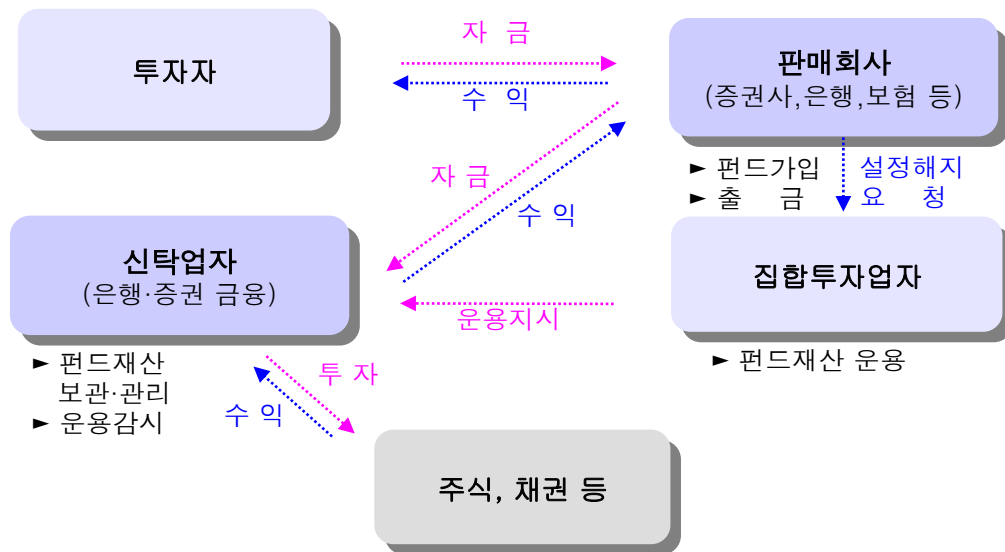 투자자
자 금
수 익
판매회사
(증권사,은행,보험 등)
► 펀드가입
► 출 금
설정해지
요 청
자 금
수 익
신탁업자
(은행·증권 금융)
집합투자업자
운용지시
► 펀드재산
보관·관리
► 운용감시
► 펀드재산 운용
투 자
수 익
주식, 채권 등